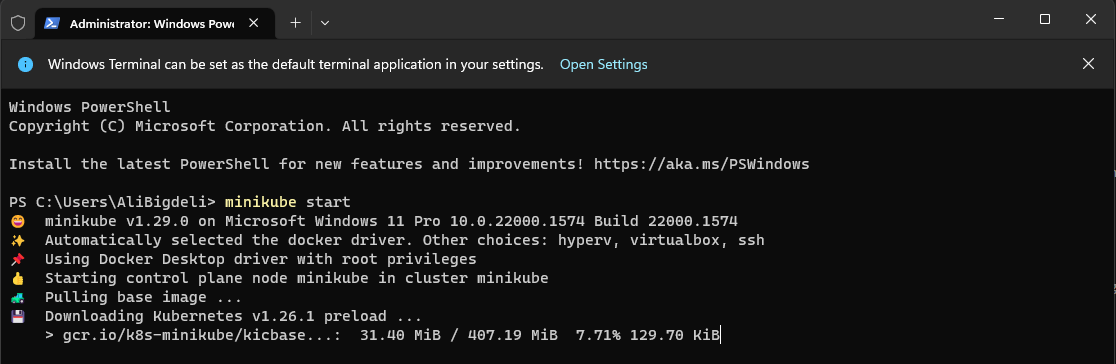 Administrator: Windows Powe
Windows Terminal can be set as the default terminal application in your settings. Open Settings
Windows PowerShell
Copyright (C) Microsoft Corporation. All rights reserved.
Install the latest PowerShell for new features and improvements! https://aka.ms/PSWindows
PS C:\Users\AliBigdeli> minikube start
😄 minikube v1.29.0 on Microsoft Windows 11 Pro 10.0.22000.1574 Build 22000.1574
✨ Automatically selected the docker driver. Other choices: hyperv, virtualbox, ssh
📌 Using Docker Desktop driver with root privileges
👍 Starting control plane node minikube in cluster minikube
🚜 Pulling base image ...
💾 Downloading Kubernetes v1.26.1 preload ...
> gcr.io/k8s-minikube/kicbase...: 31.40 MiB / 407.19 MiB 7.71% 129.70 KiB